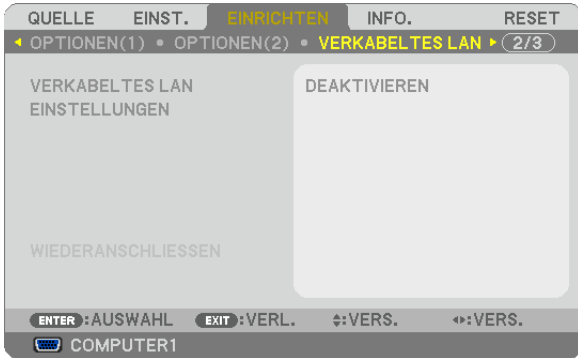 QUELLE EINST. EINRICHTEN INFO. RESET
OPTIONEN(1) • OPTIONEN(2) • VERKABELTES LAN 2/3
VERKABELTES LAN DEAKTIVIEREN
EINSTELLUNGEN
WIEDERANSCHLIESSEN
ENTER :AUSWAHL EXIT :VERL. :VERS. :VERS.
COMPUTER1